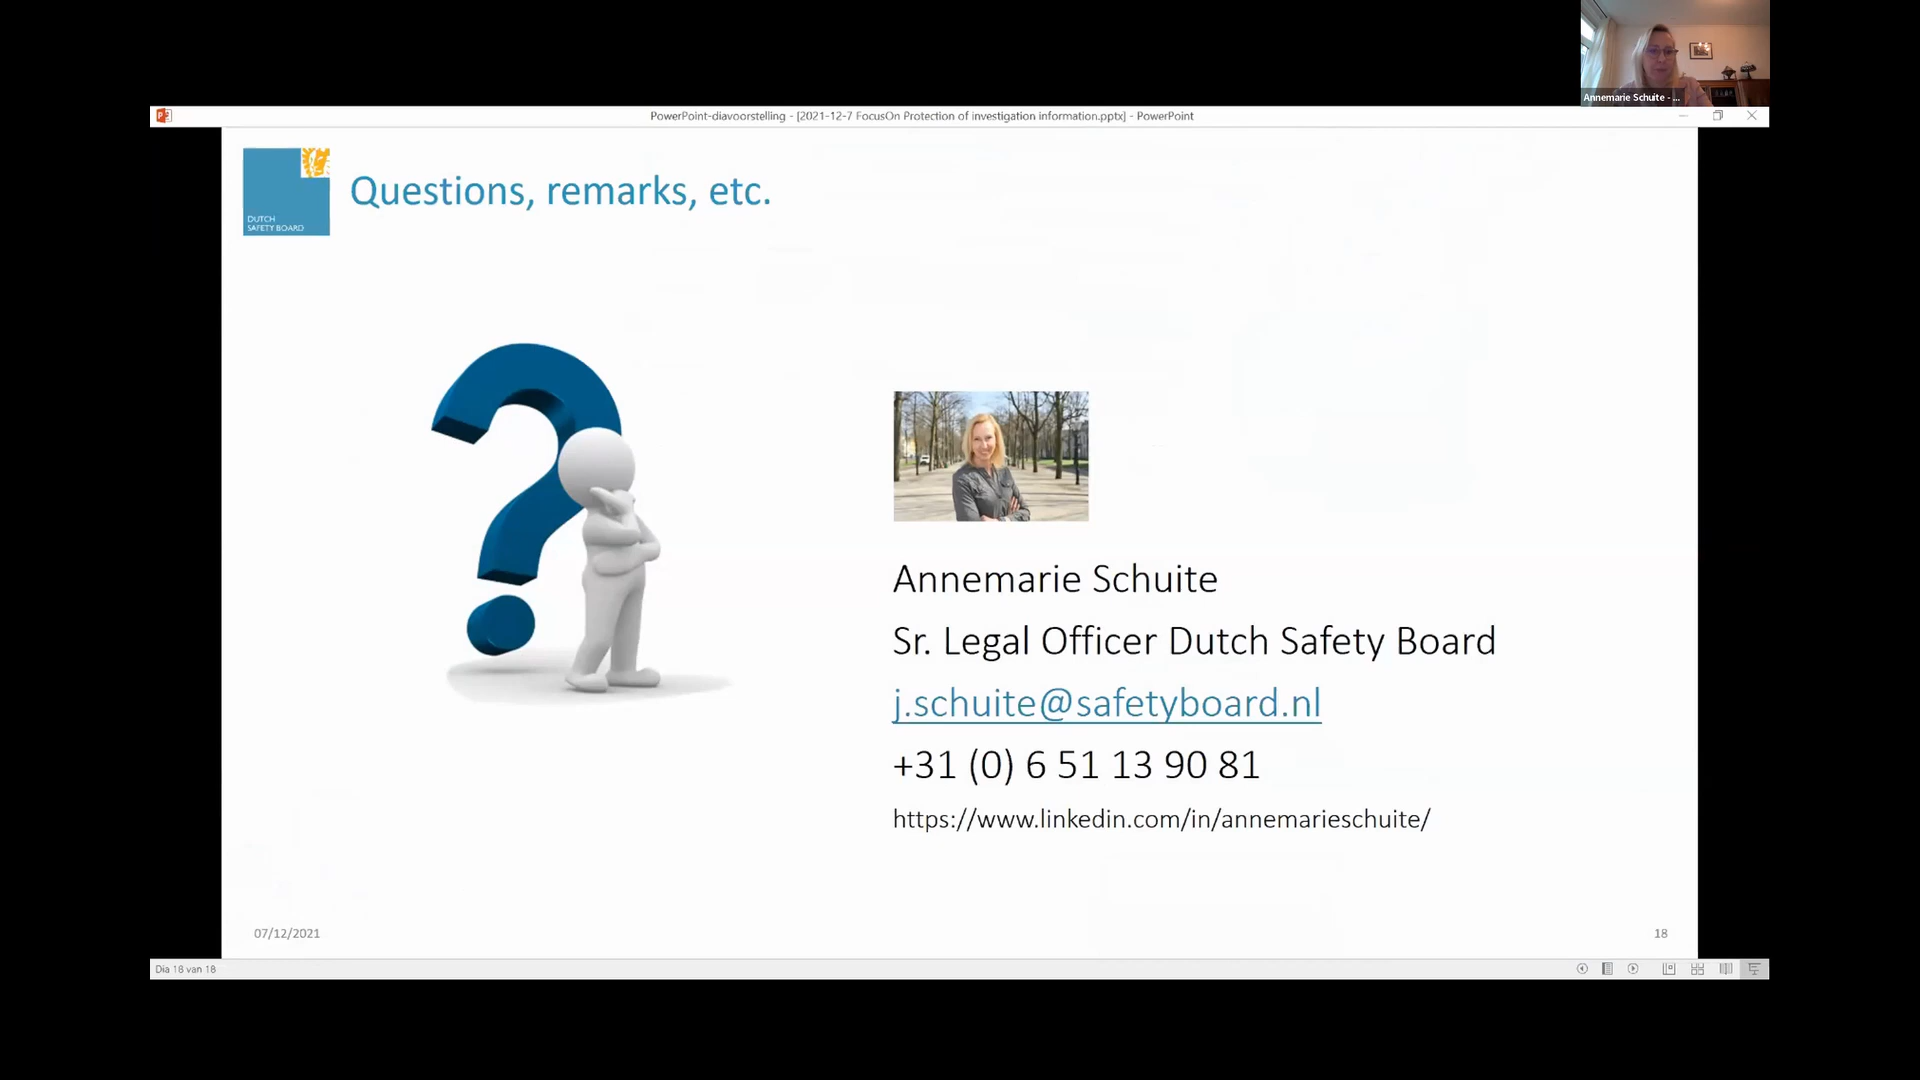 Annemarie Schuite - ...
PowerPoint-diavoorstelling - [2021-12-7 FocusOn Protection of investigation information.pptx] - PowerPoint
DUTCH
SAFETY BOARD
Questions, remarks, etc.
Annemarie Schuite
Sr. Legal Officer Dutch Safety Board
j.schuite@safetyboard.nl
+31 (0) 6 51 13 90 81
https://www.linkedin.com/in/annemarieschuite/
07/12/2021
18
Dia 18 van 18